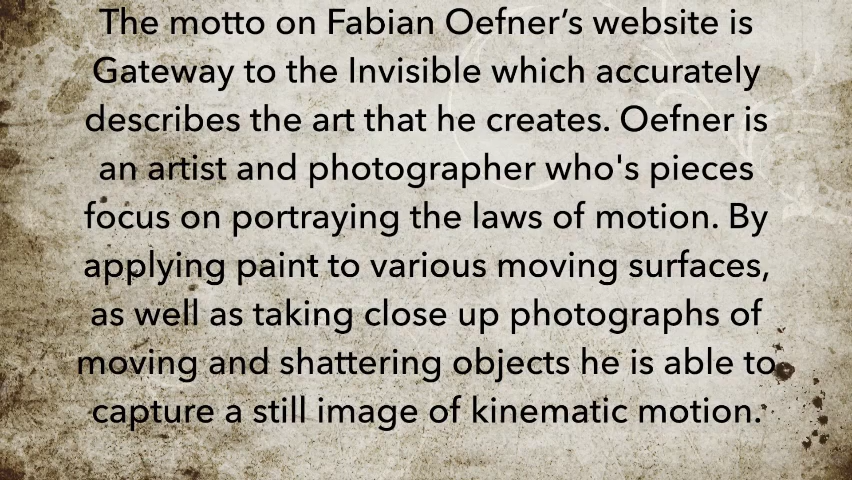 The motto on Fabian Oefner’s website is
Gateway to the Invisible which accurately
describes the art that he creates. Oefner is
an artist and photographer who's pieces
focus on portraying the laws of motion. By
applying paint to various moving surfaces,
as well as taking close up photographs of
moving and shattering objects he is able to
capture a still image of kinematic motion.